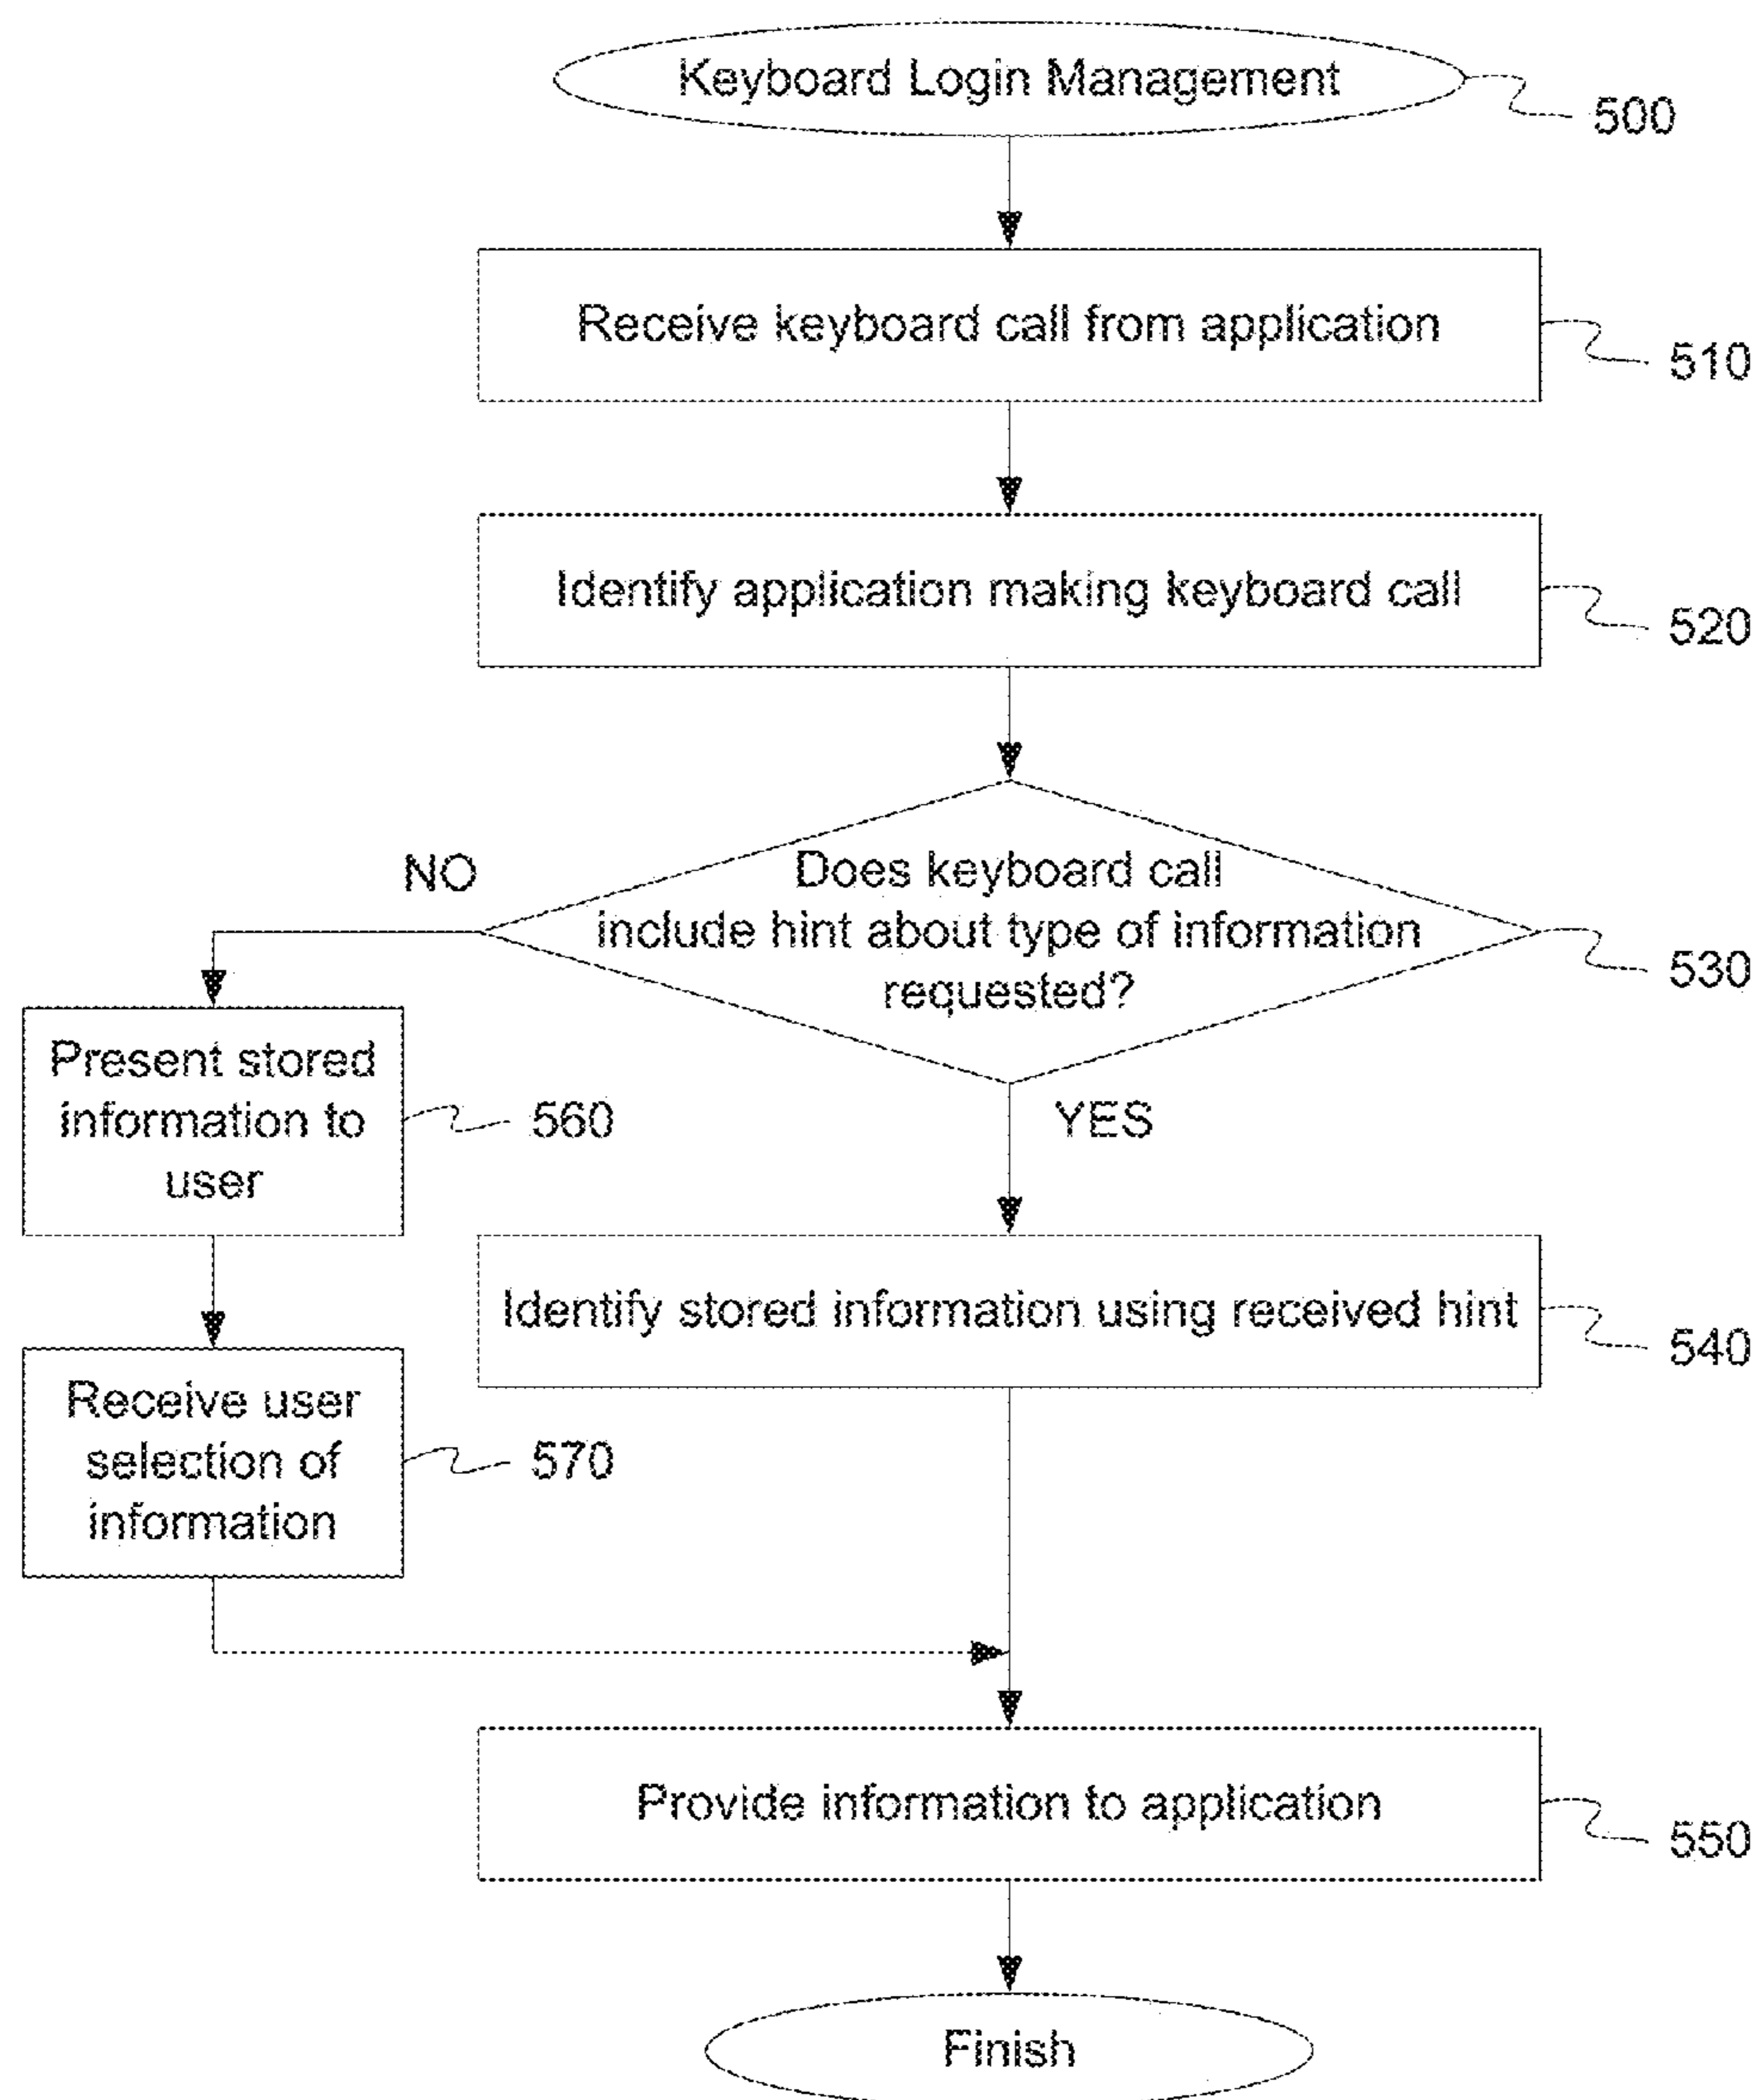 Keyboard Login Management
500
Receive keyboard call from application
510
Identify application making keyboard call
520
NO
Does keyboard call
include hint about type of information
requested?
530
Present stored
information to
user
560
YES
Identify stored information using received hint
540
Receive user
selection of
information
570
Provide information to application
550
Finish